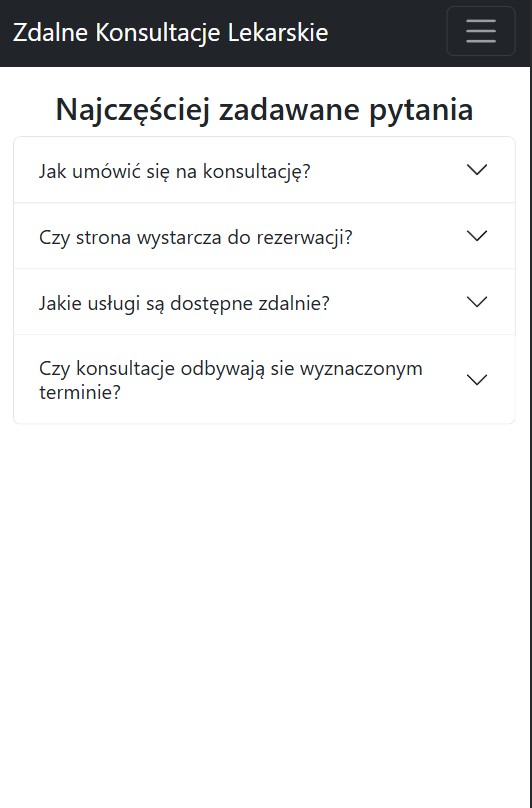 Zdalne Konsultacje Lekarskie
Najczęściej zadawane pytania
Jak umówić się na konsultację?
Czy strona wystarcza do rezerwacji?
Jakie usługi są dostępne zdalnie?
Czy konsultacje odbywają sie wyznaczonym
terminie?